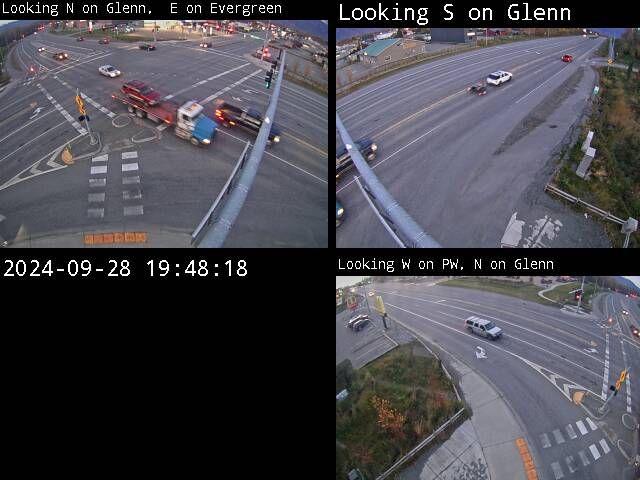 Looking N on Glenn,  E on Evergreen
Looking S on Glenn
2024-09-28 19:48:18
Looking W on PW, N on Glenn